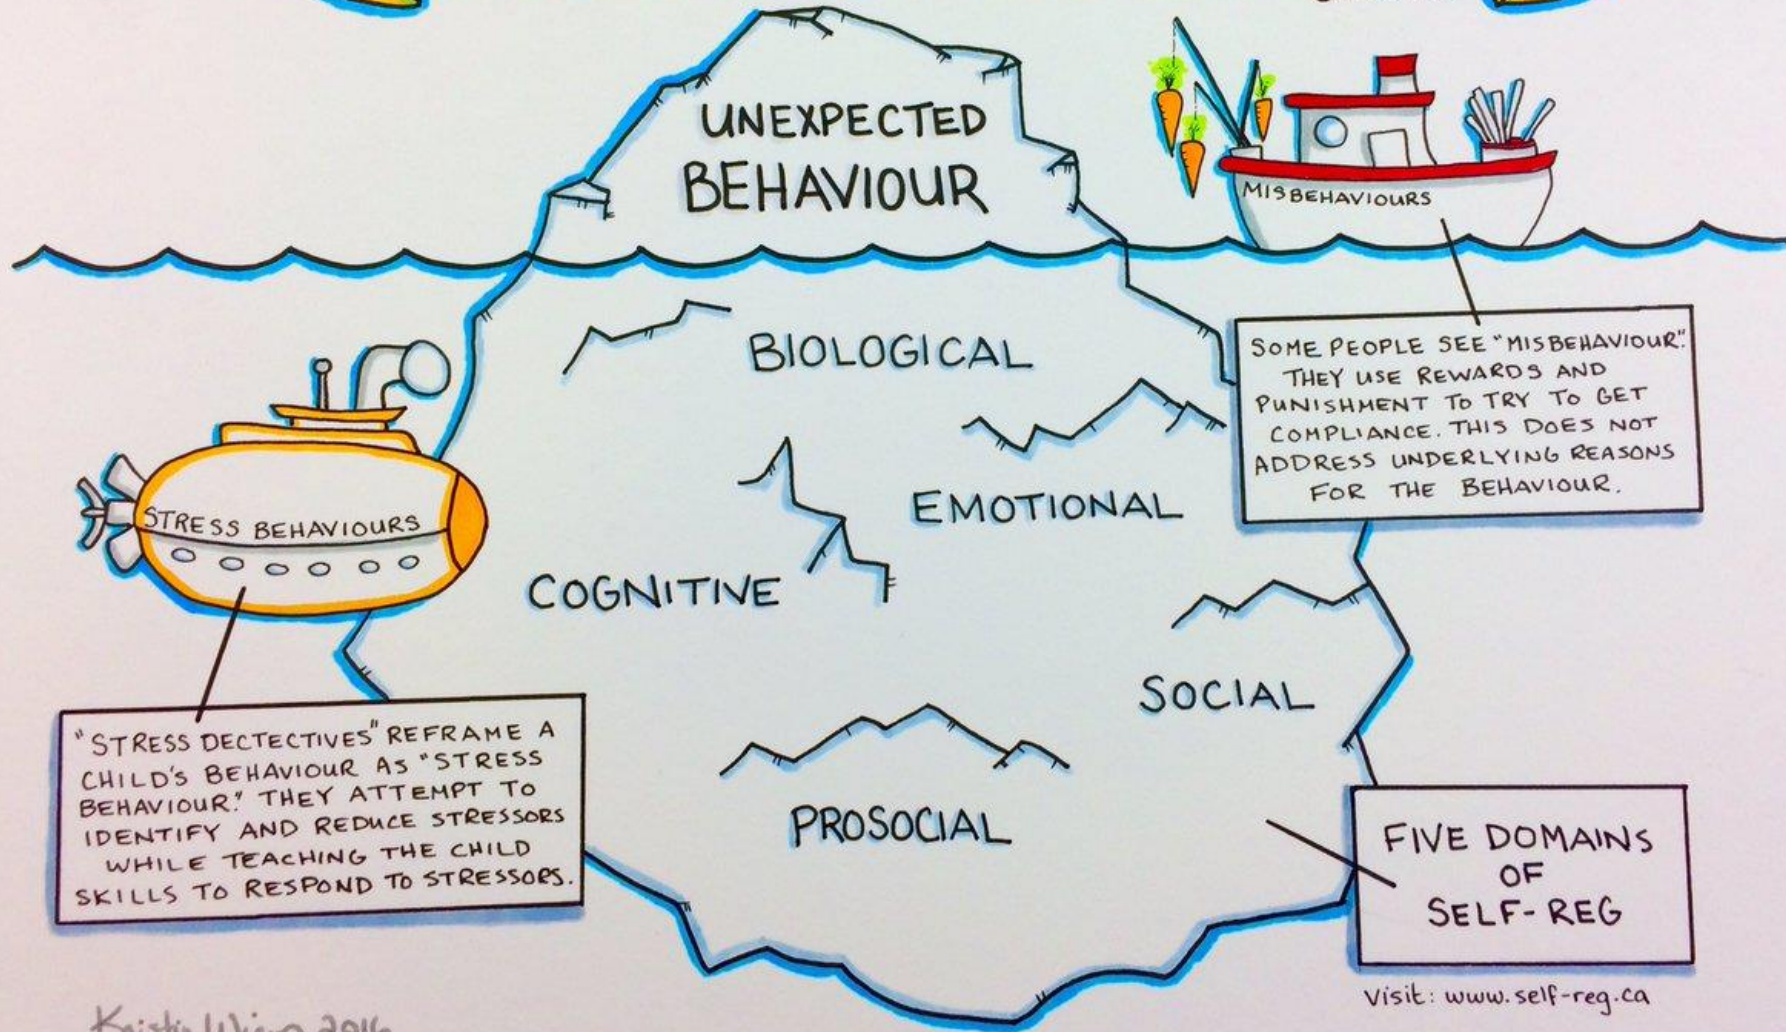 UNEXPECTED
BEHAVIOUR
MISBEHAVIOURS
BIOLOGICAL
SOME PEOPLE SEE "MISBEHAVIOUR".
THEY USE REWARDS AND
PUNISHMENT TO TRY TO GET
COMPLIANCE. THIS DOES NOT
ADDRESS UNDERLYING REASONS
FOR THE BEHAVIOUR.
EMOTIONAL
STRESS BEHAVIOURS
COGNITIVE
SOCIAL
"STRESS DECTECTIVES" REFRAME A
CHILD'S BEHAVIOUR AS "STRESS
BEHAVIOUR." THEY ATTEMPT TO
IDENTIFY AND REDUCE STRESSORS
WHILE TEACHING THE CHILD
SKILLS TO RESPOND TO STRESSORS.
PROSOCIAL
FIVE DOMAINS
OF
SELF-REG
Visit: www.self-reg.ca
Kristin 2016